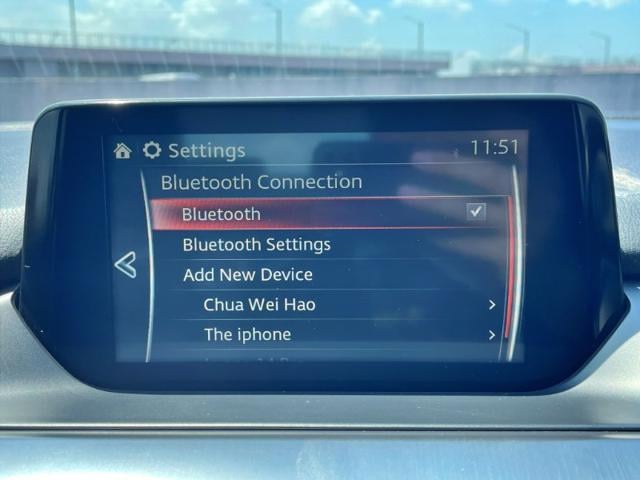 Settings
11:51
Bluetooth Connection
Bluetooth
Bluetooth Settings
Add New Device
Chua Wei Hao
The iphone